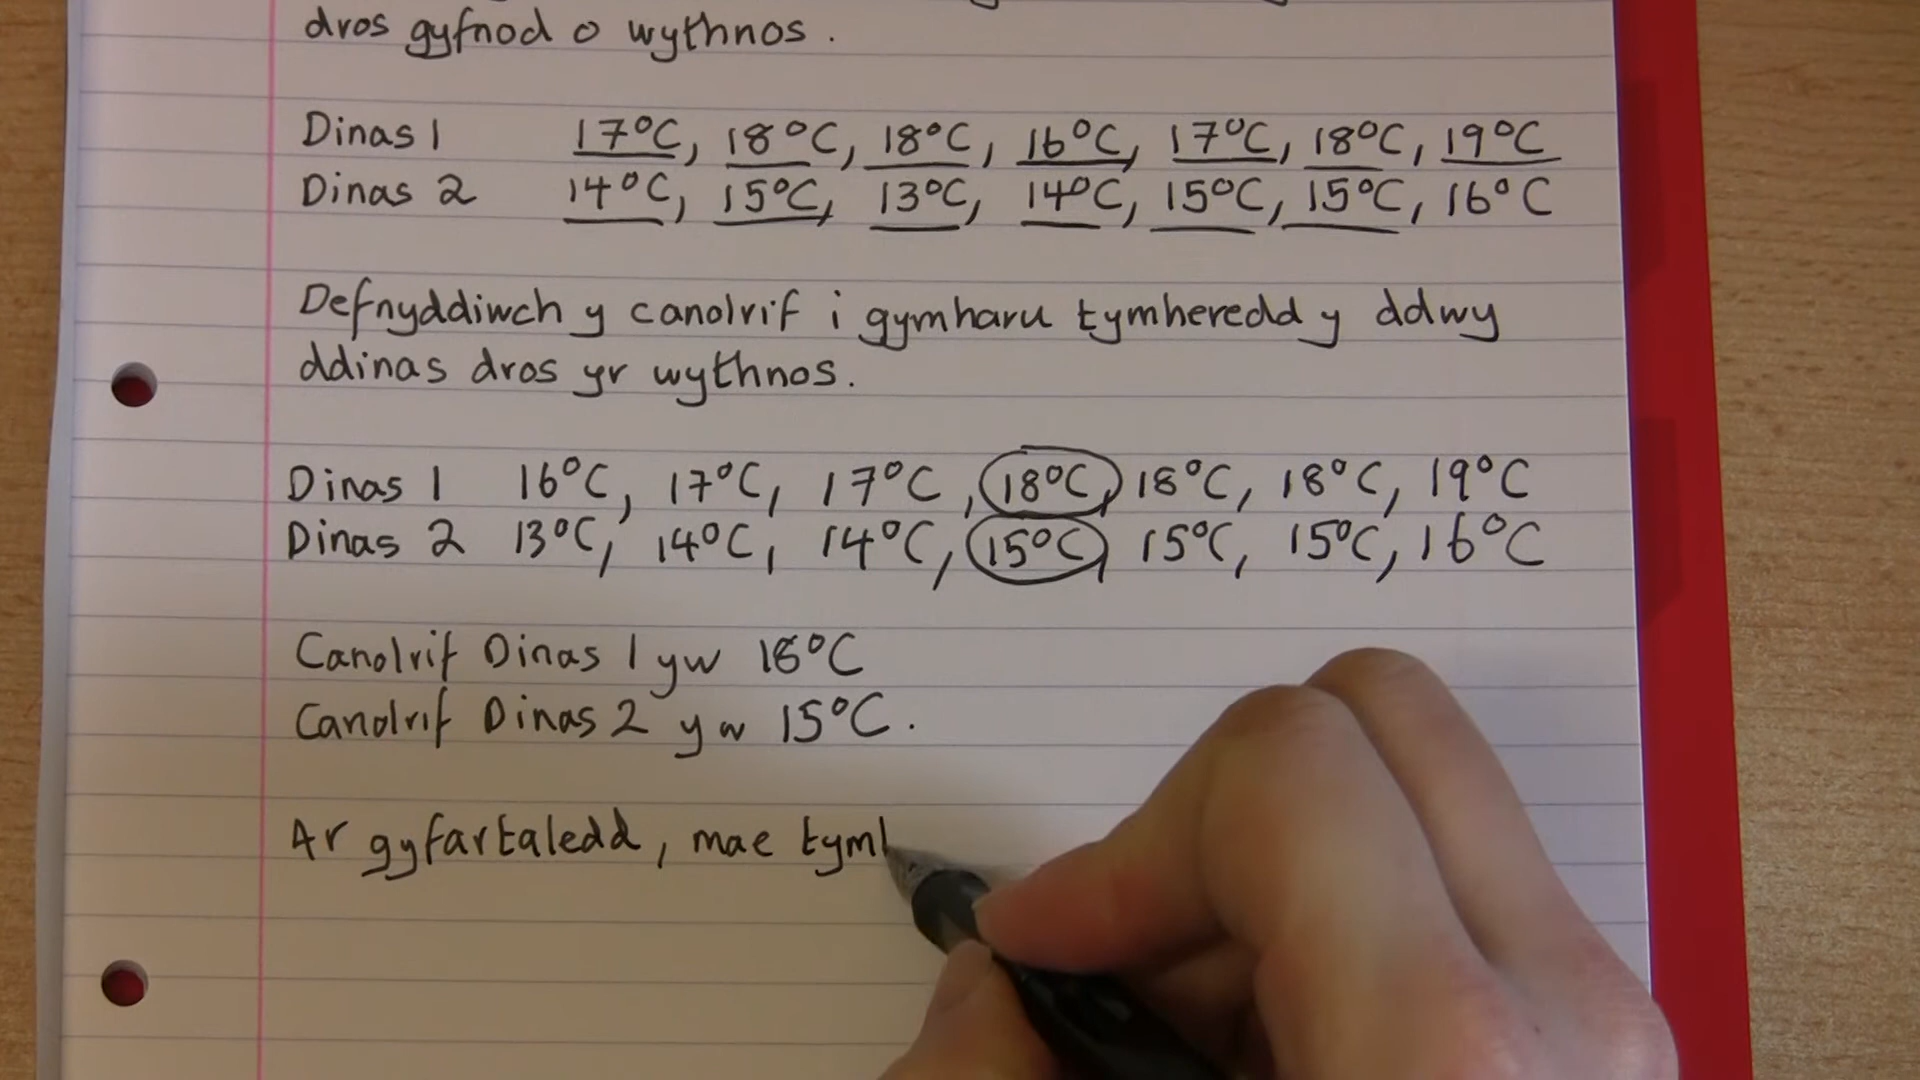 dros gyfnod o wythnos.
Dinas 1 17°C, 18°C, 18°C, 16°C, 17°C, 18°C, 19°C
Dinas 2 14°C, 15°C, 13°C, 14°C, 15°C, 15°C, 16°C
Defnyddiwch y canolrif i gymharu tymheredd y ddwy
ddinas dros yr wythnos.
Dinas 1 16°C, 17°C, 17°C, 18°C, 18°C, 18°C, 19°C
Dinas 2 13°C, 14°C, 14°C, 15°C, 15°C, 15°C, 16°C
Canolrif Dinas 1 yw 18°C
Canolrif Dinas 2 yw 15°C.
Ar gyfartaledd, mae